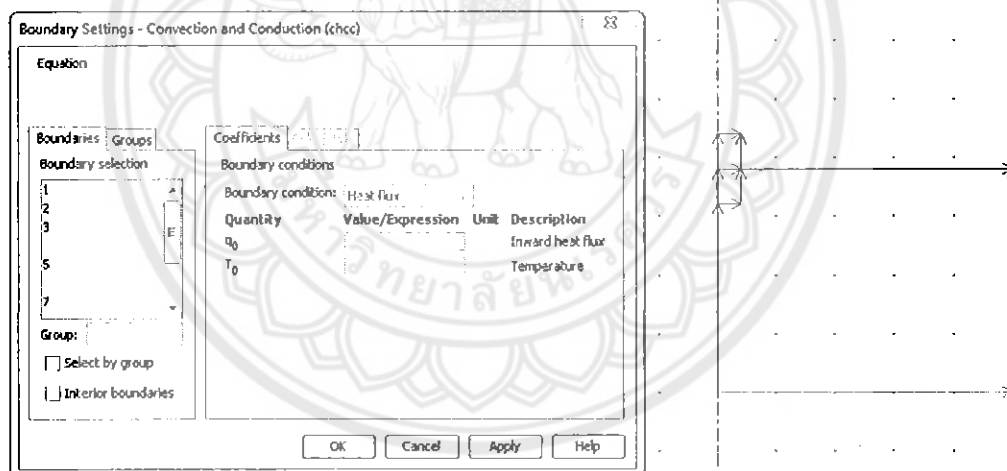 Boundary Settings - Convection and Conduction (chcc)
Equation
Boundaries Groups
Boundary selection
1
2
3
5
7
Group:
Select by group
Interior boundaries
Coefficients
Boundary conditions
Boundary condition: Heat flux
Quantity Value/Expression Unit Description
q0 Inward heat flux
T0 Temperature
OK Cancel Apply Help